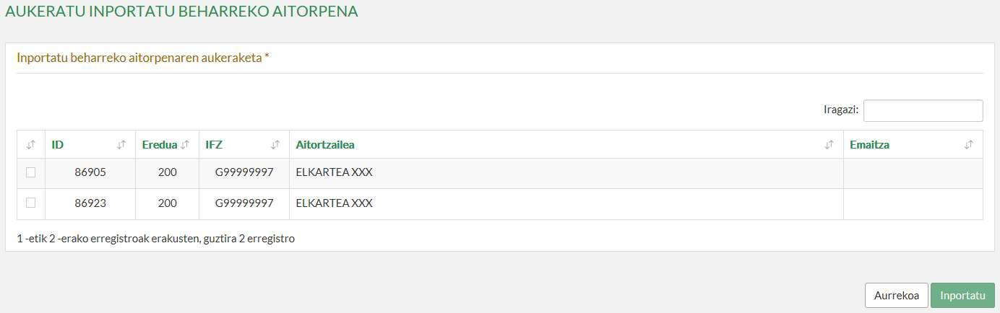 AUKERATU INPORTATU BEHARREKO AITORPENA
Inportatu beharreko aitorpenaren aukeraketa *
Iragazi:
ID Eredua IFZ Aitortzailea Emaitza
86905 200 G99999997 ELKARTEA XXX
86923 200 G99999997 ELKARTEA XXX
1 -etik 2 -erako erregistroak erakusten, guztira 2 erregistro
Aurrekoa Inportatu